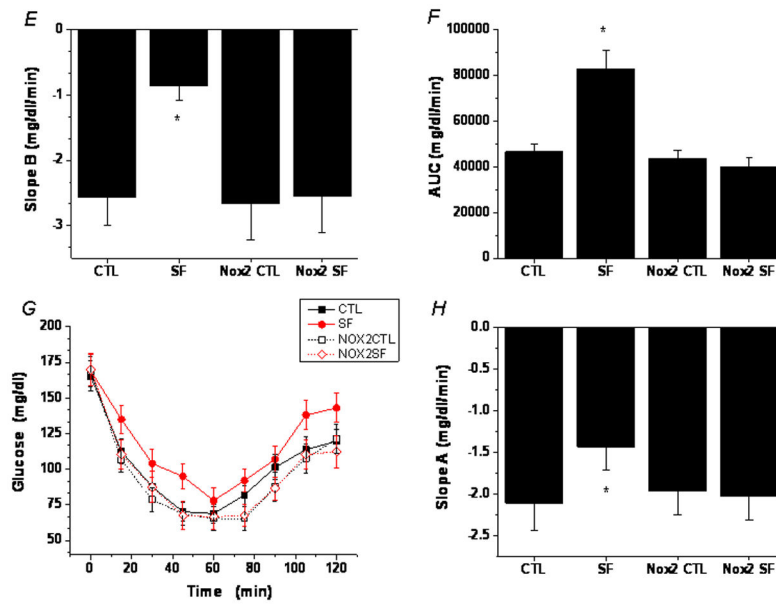 E
0
-1
-2
-3
Slope B (mg/dl/min)
*
CTL
SF
Nox2 CTL
Nox2 SF
F
100000
80000
60000
40000
20000
0
AUC (mg/dl/min)
*
CTL
SF
Nox2 CTL
Nox2 SF
G
CTL
SF
NOX2CTL
NOX2SF
200
175
150
125
100
75
50
Glucose (mg/dl)
0 20 40 60 80 100 120
Time (min)
H
0.0
-0.5
-1.0
-1.5
-2.0
-2.5
Slope A (mg/dl/min)
*
CTL
SF
Nox2 CTL
Nox2 SF